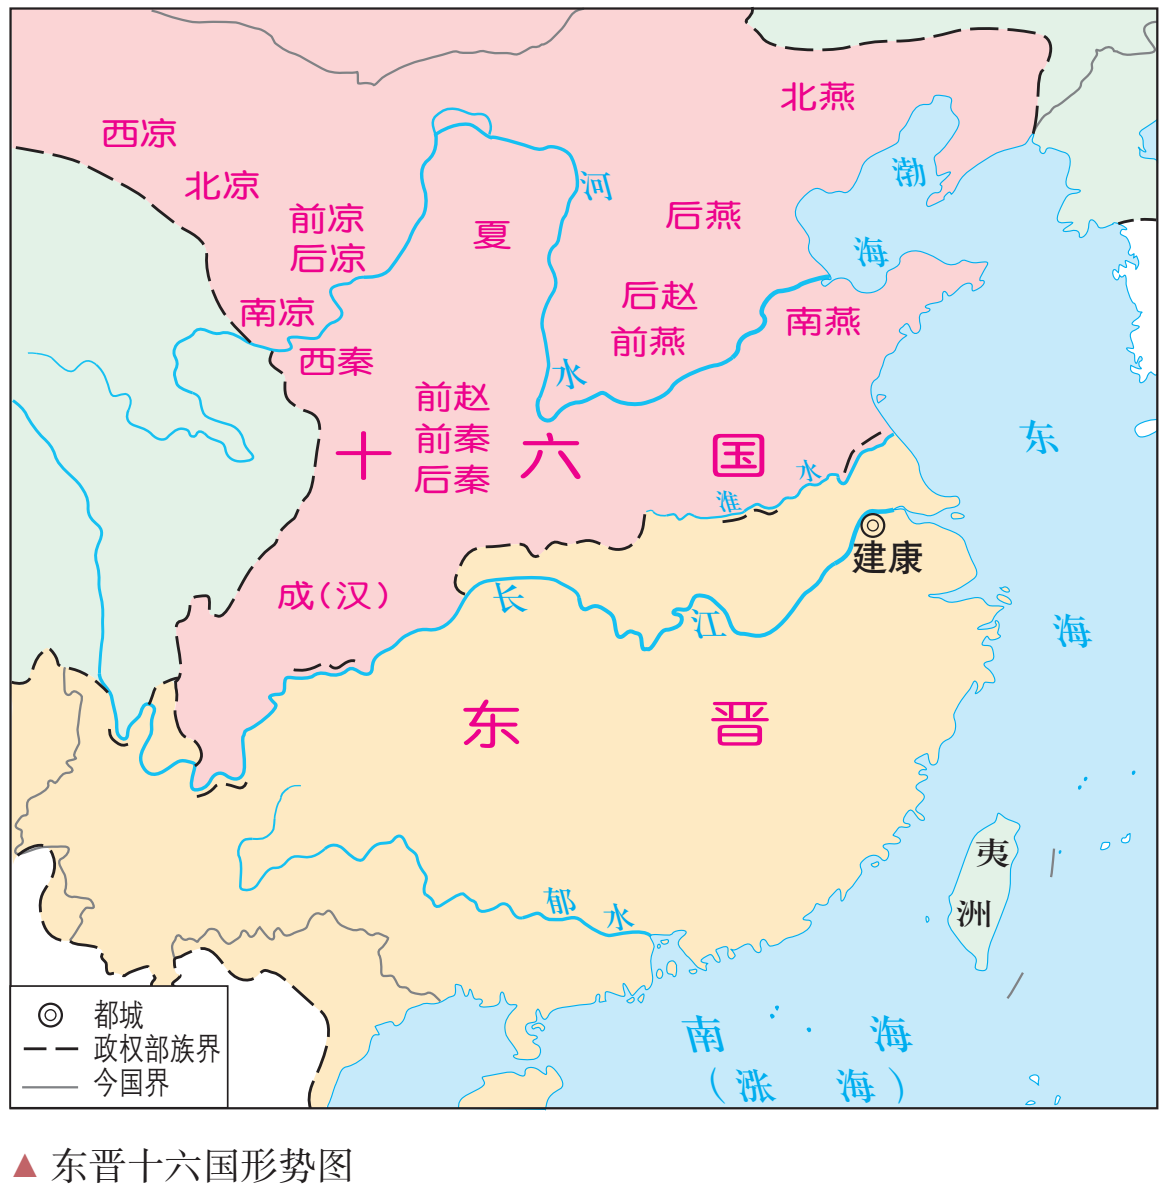 北燕
西凉
渤
北凉
河
前凉
后燕
夏
后凉
海
后赵
南凉
南燕
前燕
西秦
水
前赵
东
前秦
十六国
后秦
水
淮
建康
成(汉)
长
江
海
东晋
夷
郁
水
洲
南海
(涨海)
都城
政权部族界
今国界
▲ 东晋十六国形势图